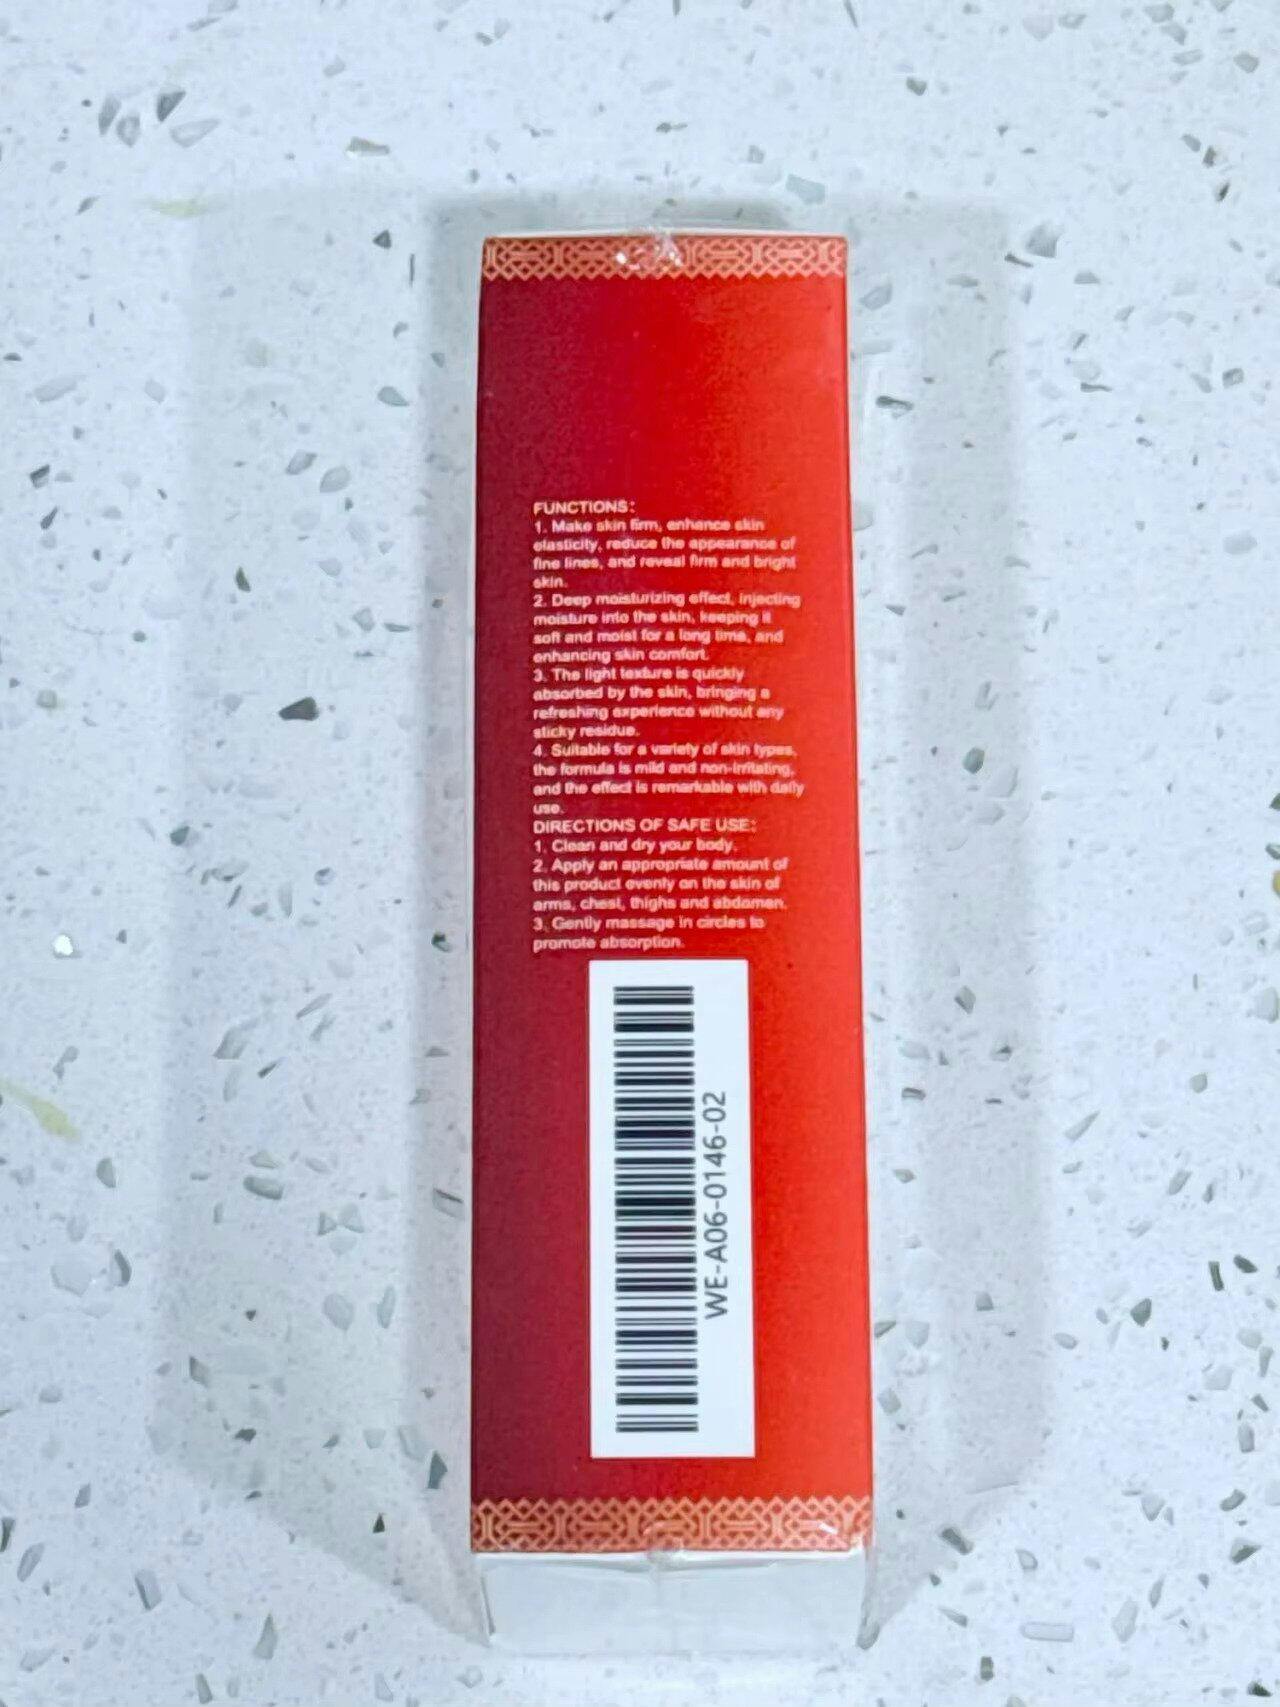 FUNCTIONS:
1. Make skin firm, enhance skin
elasticity, reduce the appearance of
fine lines, and reveal firm and bright
skin.
2. Deep moisturizing effect, injecting
moisture into the skin, keeping it
soft and moist for a long time, and
enhancing skin comfort.
3. The light texture is quickly
absorbed by the skin, bringing a
refreshing experience without any
sticky residue.
4. Suitable for a variety of skin types,
the formula is mild and non-irritating,
and the effect is remarkable with daily
use.
DIRECTIONS OF SAFE USE:
1. Clean and dry your body.
2. Apply an appropriate amount of
this product evenly on the skin of
arms, chest, thighs and abdomen.
3. Gently massage in circles to
promote absorption.
WE-A06-0146-02